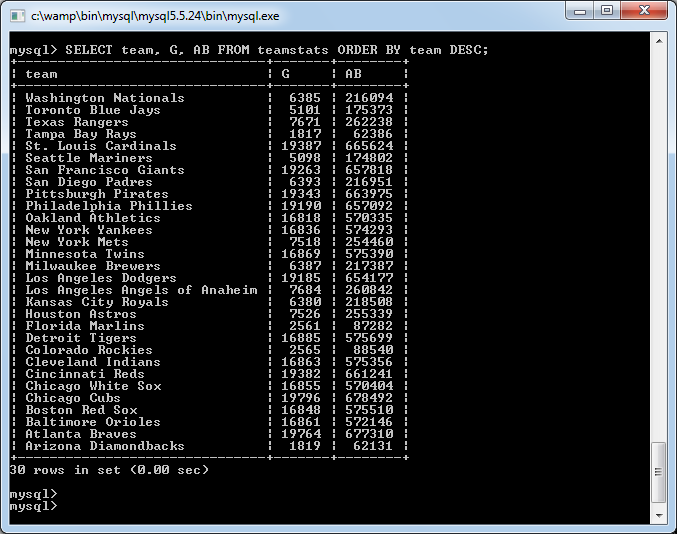 c:\wamp\bin\mysql\mysql5.5.24\bin\mysql.exe
mysql> SELECT team, G, AB FROM teamstats ORDER BY team DESC;
+-------------------------------+-------+--------+
| team                          | G     | AB     |
+-------------------------------+-------+--------+
| Washington Nationals          |  6385 | 216094 |
| Toronto Blue Jays             |  5101 | 175373 |
| Texas Rangers                 |  7671 | 262238 |
| Tampa Bay Rays                |  1817 |  62386 |
| St. Louis Cardinals           | 19387 | 665624 |
| Seattle Mariners              |  5098 | 174802 |
| San Francisco Giants          | 19263 | 657818 |
| San Diego Padres              |  6393 | 216951 |
| Pittsburgh Pirates            | 19343 | 663975 |
| Philadelphia Phillies         | 19190 | 657092 |
| Oakland Athletics             | 16818 | 570335 |
| New York Yankees              | 16836 | 574293 |
| New York Mets                 |  7518 | 254460 |
| Minnesota Twins               | 16869 | 575390 |
| Milwaukee Brewers             |  6387 | 217387 |
| Los Angeles Dodgers           | 19185 | 654177 |
| Los Angeles Angels of Anaheim |  7684 | 260842 |
| Kansas City Royals            |  6380 | 218508 |
| Houston Astros                |  7526 | 255339 |
| Florida Marlins               |  2561 |  87282 |
| Detroit Tigers                | 16885 | 575699 |
| Colorado Rockies              |  2565 |  88540 |
| Cleveland Indians             | 16863 | 575356 |
| Cincinnati Reds               | 19382 | 661241 |
| Chicago White Sox             | 16855 | 570404 |
| Chicago Cubs                  | 19796 | 678492 |
| Boston Red Sox                | 16848 | 575510 |
| Baltimore Orioles             | 16861 | 572146 |
| Atlanta Braves                | 19764 | 677310 |
| Arizona Diamondbacks          |  1819 |  62131 |
+-------------------------------+-------+--------+
30 rows in set (0.00 sec)
mysql>
mysql>